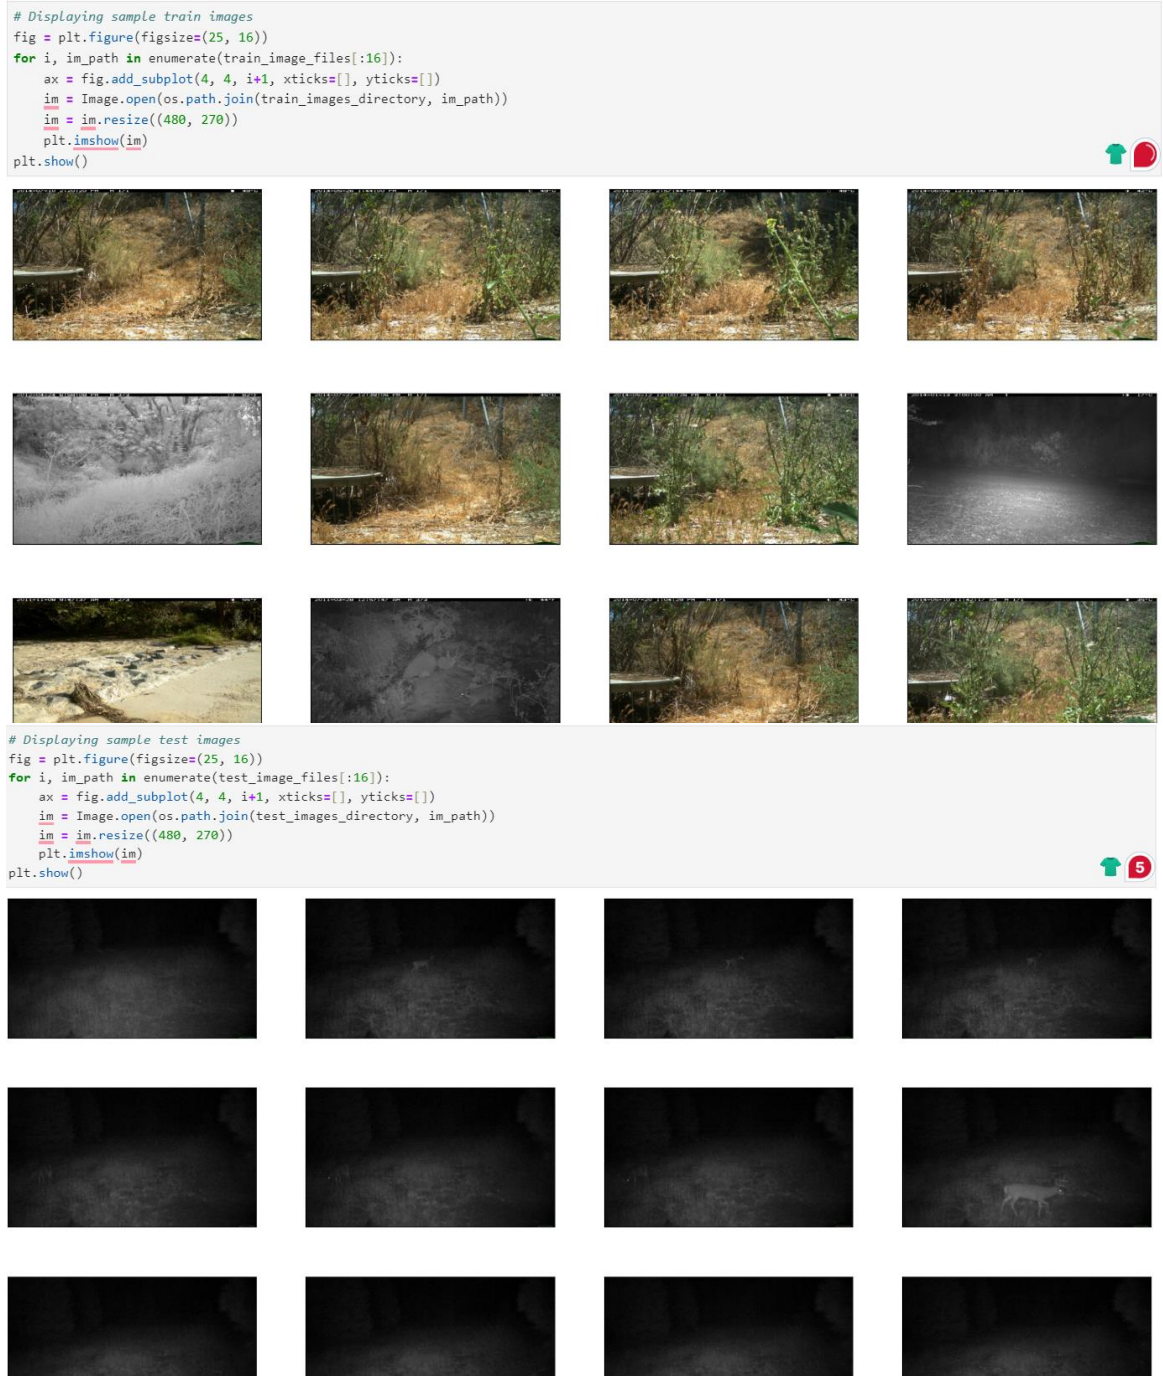 # Displaying sample train images
fig = plt.figure(figsize=(25, 16))
for i, im_path in enumerate(train_image_files[:16]):
    ax = fig.add_subplot(4, 4, i+1, xticks=[], yticks=[])
    im = Image.open(os.path.join(train_images_directory, im_path))
    im = im.resize((480, 270))
    plt.imshow(im)
plt.show()
# Displaying sample test images
fig = plt.figure(figsize=(25, 16))
for i, im_path in enumerate(test_image_files[:16]):
    ax = fig.add_subplot(4, 4, i+1, xticks=[], yticks=[])
    im = Image.open(os.path.join(test_images_directory, im_path))
    im = im.resize((480, 270))
    plt.imshow(im)
plt.show()
5